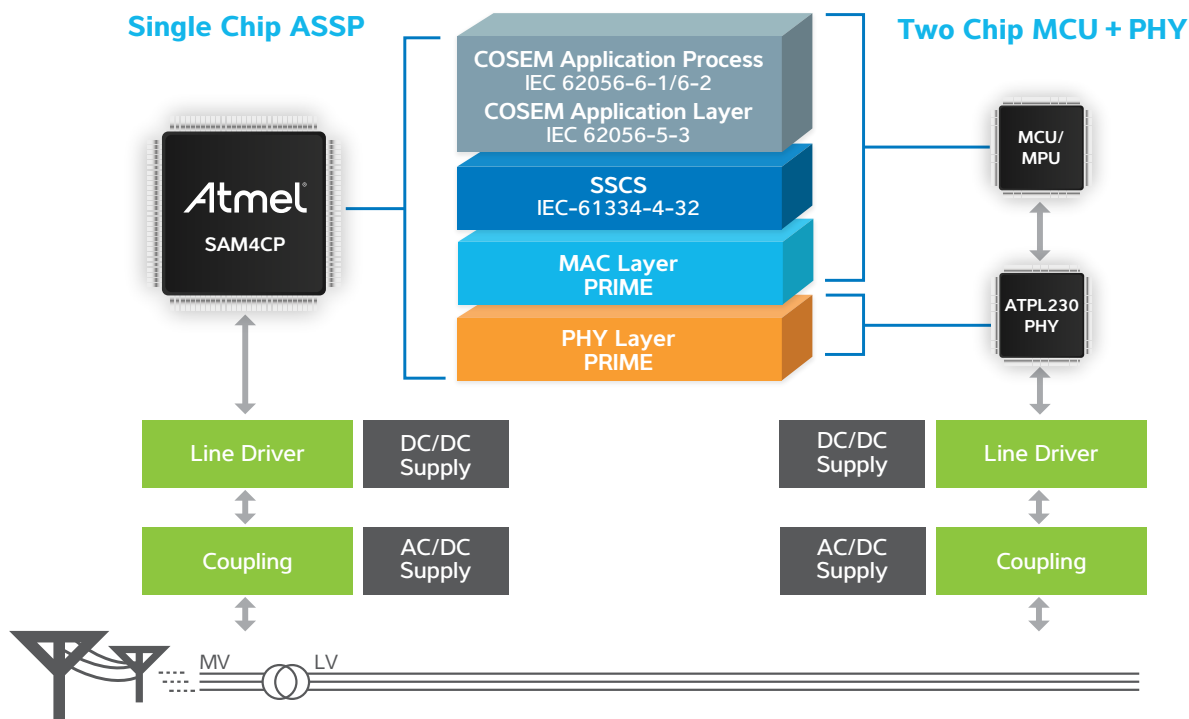 Single Chip ASSP
Two Chip MCU + PHY
COSEM Application Process
IEC 62056-6-1/6-2
COSEM Application Layer
IEC 62056-5-3
SSCS
IEC-61334-4-32
MAC Layer
PRIME
PHY Layer
PRIME
Atmel®
SAM4CP
MCU/
MPU
ATPL230
PHY
Line Driver
DC/DC
Supply
DC/DC
Supply
Line Driver
Coupling
AC/DC
Supply
AC/DC
Supply
Coupling
MV
LV